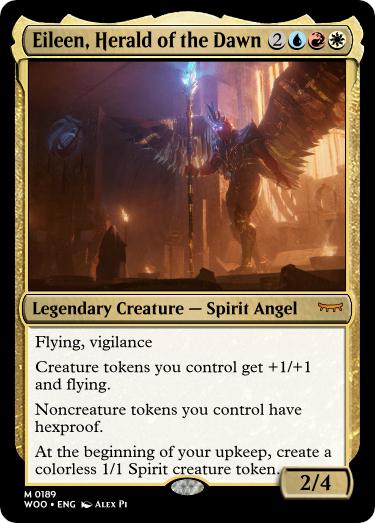 Eileen, Herald of the Dawn 2
Legendary Creature — Spirit Angel
Flying, vigilance
Creature tokens you control get +1/+1
and flying.
Noncreature tokens you control have
hexproof.
At the beginning of your upkeep, create a
colorless 1/1 Spirit creature token.
2/4
M 0189
WOO • ENG Alex Pi